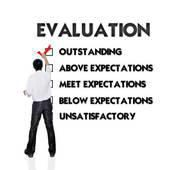 EVALUATION
OUTSTANDING
ABOVE EXPECTATIONS
MEET EXPECTATIONS
BELOW EXPECTATIONS
UNSATISFACTORY